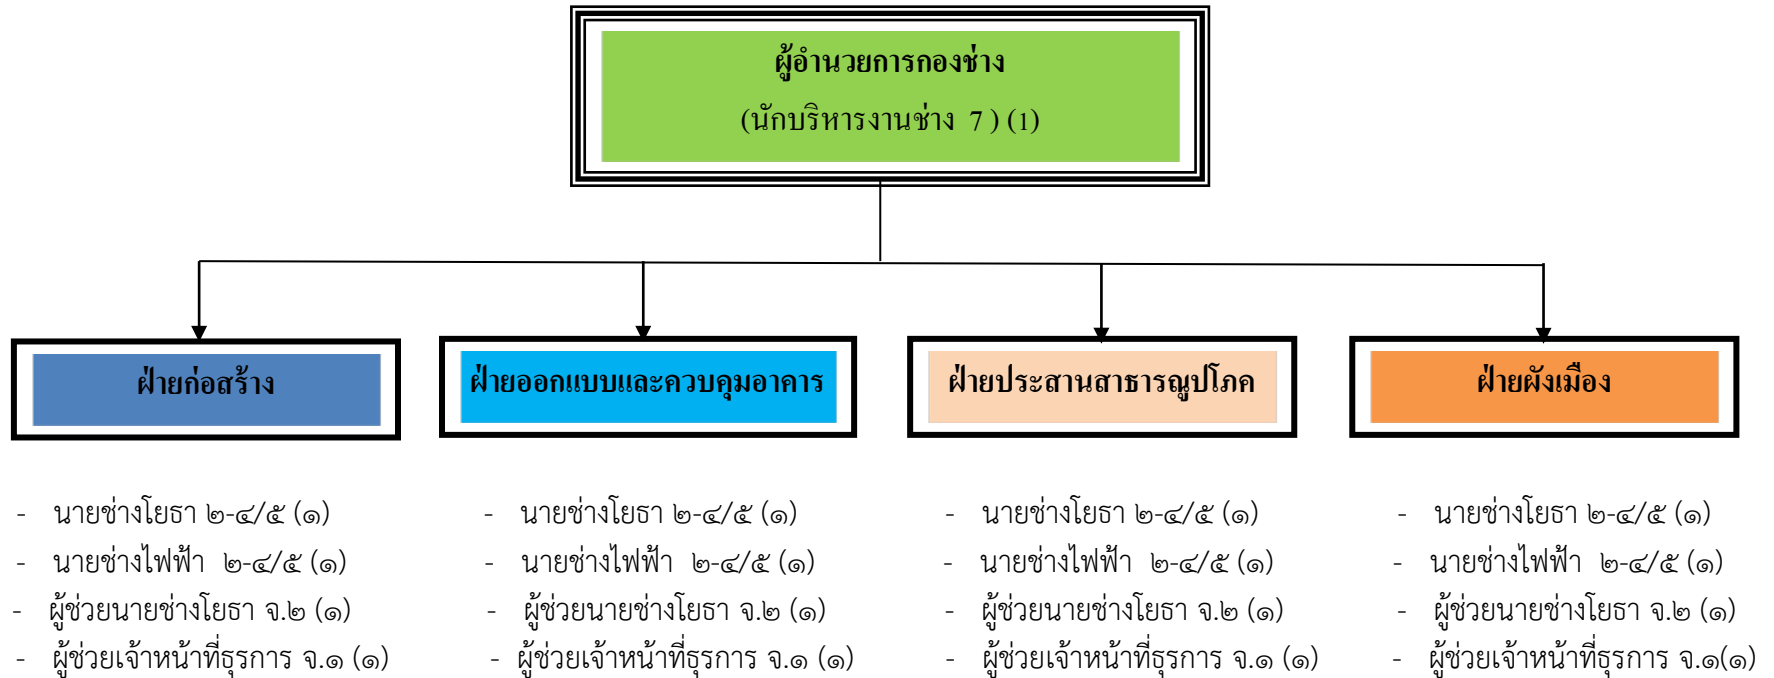 ผู้อำนวยการกองช่าง
(นักบริหารงานช่าง 7 ) (1)
ฝ่ายก่อสร้าง
- นายช่างโยธา ๒-๔/๕ (๑)
- นายช่างไฟฟ้า ๒-๔/๕ (๑)
- ผู้ช่วยนายช่างโยธา จ.๒ (๑)
- ผู้ช่วยเจ้าหน้าที่ธุรการ จ.๑ (๑)
ฝ่ายออกแบบและควบคุมอาคาร
- นายช่างโยธา ๒-๔/๕ (๑)
- นายช่างไฟฟ้า ๒-๔/๕ (๑)
- ผู้ช่วยนายช่างโยธา จ.๒ (๑)
- ผู้ช่วยเจ้าหน้าที่ธุรการ จ.๑ (๑)
ฝ่ายประสานสาธารณูปโภค
- นายช่างโยธา ๒-๔/๕ (๑)
- นายช่างไฟฟ้า ๒-๔/๕ (๑)
- ผู้ช่วยนายช่างโยธา จ.๒ (๑)
- ผู้ช่วยเจ้าหน้าที่ธุรการ จ.๑ (๑)
ฝ่ายผังเมือง
- นายช่างโยธา ๒-๔/๕ (๑)
- นายช่างไฟฟ้า ๒-๔/๕ (๑)
- ผู้ช่วยนายช่างโยธา จ.๒ (๑)
- ผู้ช่วยเจ้าหน้าที่ธุรการ จ.๑(๑)